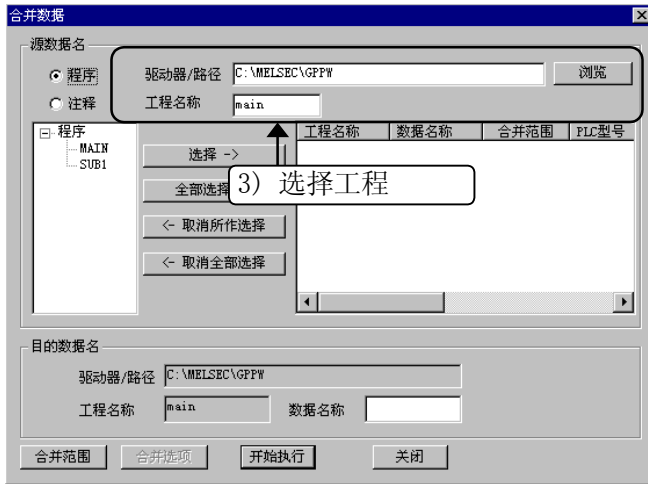 合并数据
源数据名
程序
驱动器/路径 C:\MELSEC\GPPW 浏览
注释
工程名称 main
程序
MAIN
SUB1
选择 ->
全部选择
<- 取消所作选择
<- 取消全部选择
工程名称 数据名称 合并范围 PLC型号
3) 选择工程
目的数据名
驱动器/路径 C:\MELSEC\GPPW
工程名称 main 数据名称
合并范围 合并选项 开始执行 关闭